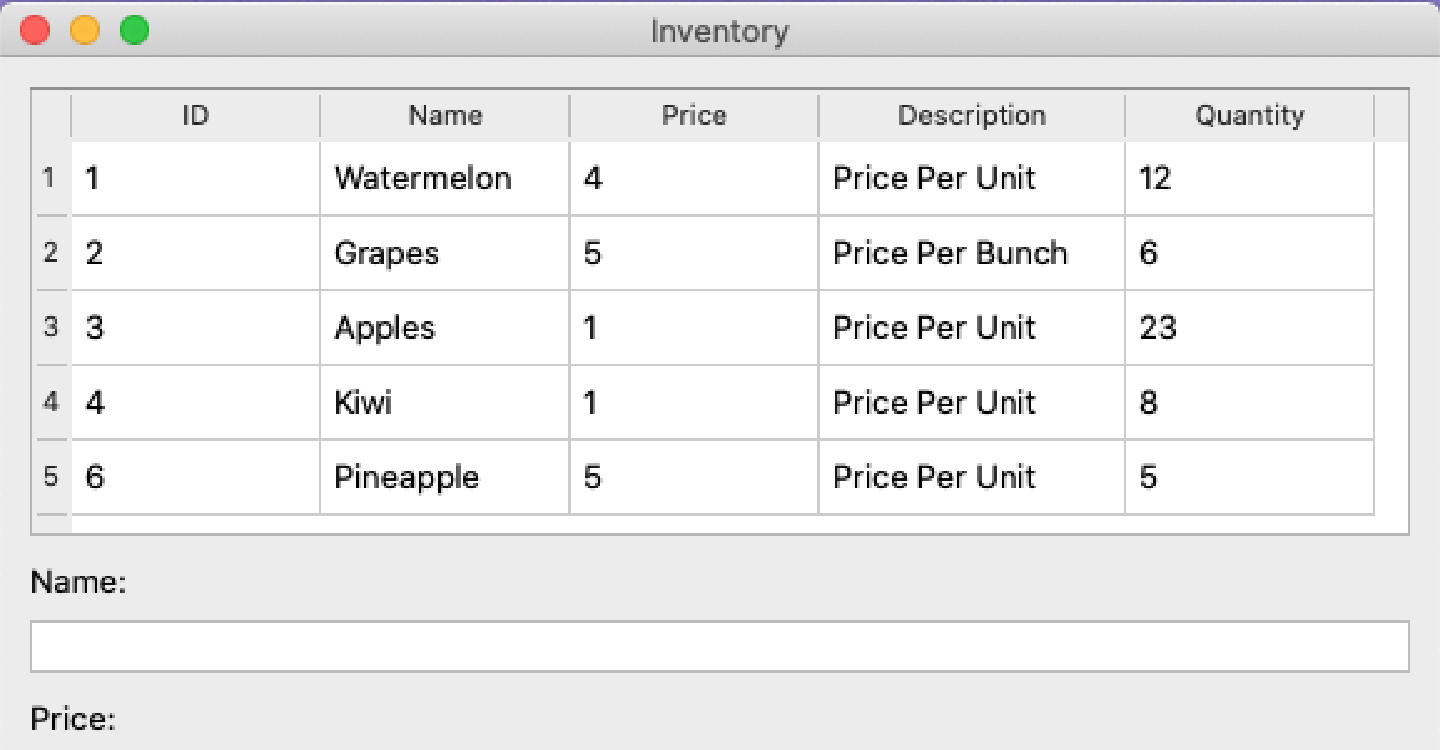 Inventory
ID Name Price Description Quantity
1 1 Watermelon 4 Price Per Unit 12
2 2 Grapes 5 Price Per Bunch 6
3 3 Apples 1 Price Per Unit 23
4 4 Kiwi 1 Price Per Unit 8
5 6 Pineapple 5 Price Per Unit 5
Name:
Price: